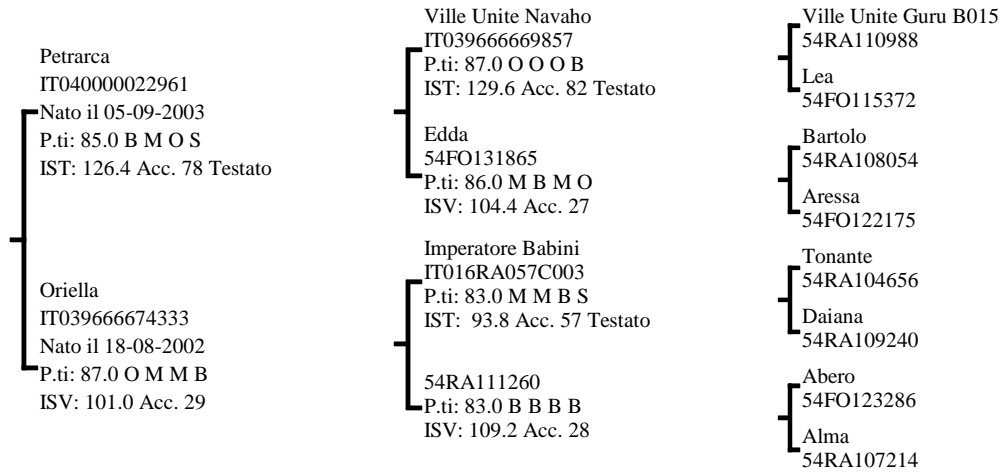 Petrarca
IT040000022961
Nato il 05-09-2003
P.ti: 85.0 B M O S
IST: 126.4 Acc. 78 Testato
Oriella
IT039666674333
Nato il 18-08-2002
P.ti: 87.0 O M M B
ISV: 101.0 Acc. 29
Ville Unite Navaho
IT039666669857
P.ti: 87.0 O O O B
IST: 129.6 Acc. 82 Testato
Edda
54FO131865
P.ti: 86.0 M B M O
ISV: 104.4 Acc. 27
Imperatore Babini
IT016RA057C003
P.ti: 83.0 M M B S
IST:  93.8 Acc. 57 Testato
54RA111260
P.ti: 83.0 B B B B
ISV: 109.2 Acc. 28
Ville Unite Guru B015
54RA110988
Lea
54FO115372
Bartolo
54RA108054
Aressa
54FO122175
Tonante
54RA104656
Daiana
54RA109240
Abero
54FO123286
Alma
54RA107214